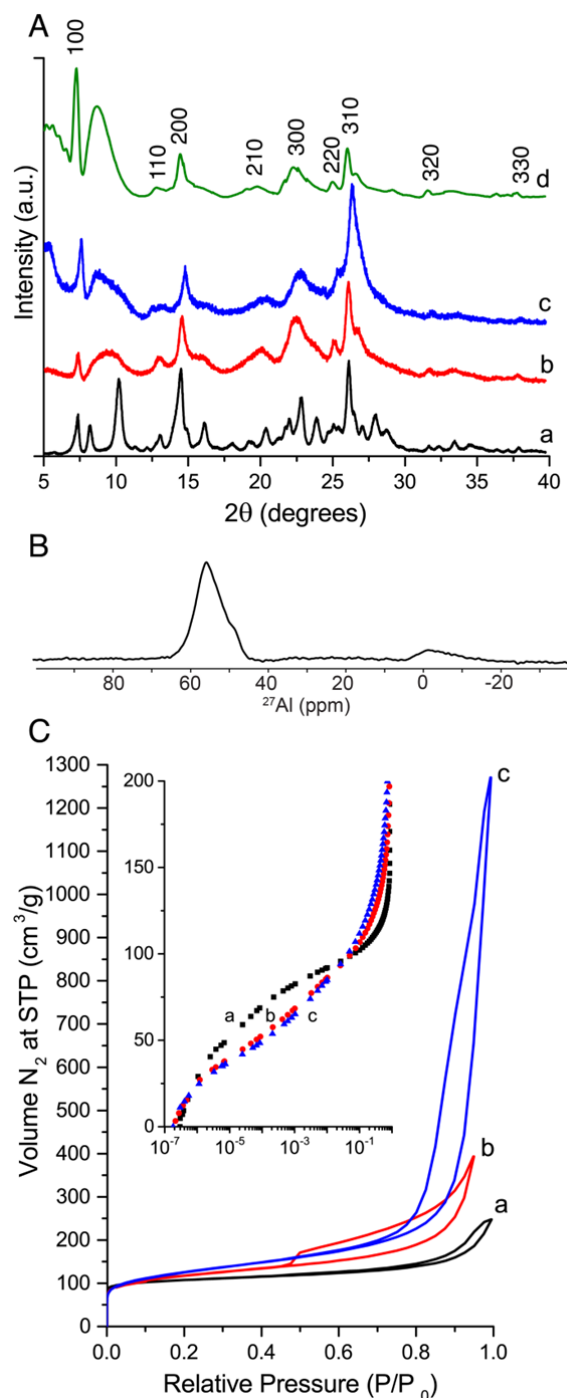 A
100
110
200
210
300
220
310
320
330
d
c
b
a
Intensity (a.u.)
5 10 15 20 25 30 35 40
2θ (degrees)
B
80 60 40 20 0 -20
²⁷Al (ppm)
C
1300
1200
1100
1000
900
800
700
600
500
400
300
200
100
0
Volume N₂ at STP (cm³/g)
200
150
100
50
0
a b c
10⁻⁷ 10⁻⁵ 10⁻³ 10⁻¹
c
b
a
0.0 0.2 0.4 0.6 0.8 1.0
Relative Pressure (P/P₀)